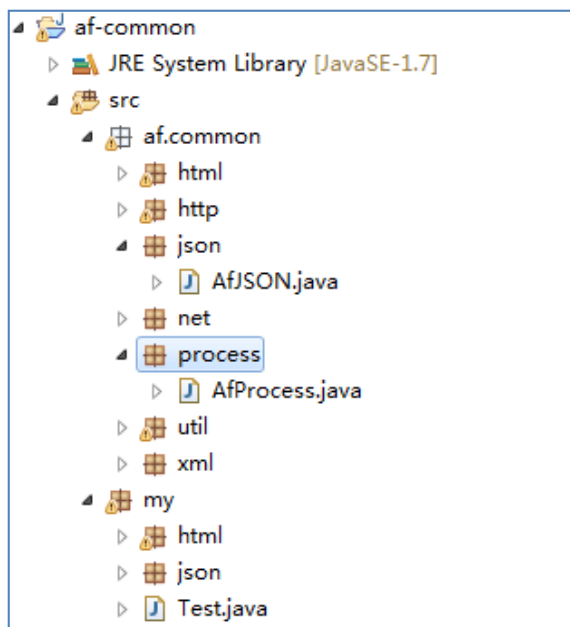 af-common
JRE System Library [JavaSE-1.7]
src
af.common
html
http
json
AfJSON.java
net
process
AfProcess.java
util
xml
my
html
json
Test.java